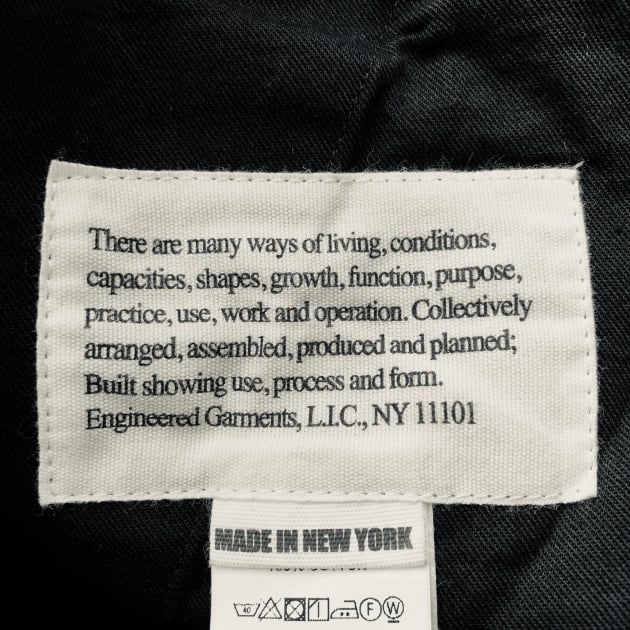 There are many ways of living, conditions,
capacities, shapes, growth, function, purpose,
practice, use, work and operation. Collectively
arranged, assembled, produced and planned;
Built showing use, process and form.
Engineered Garments, L.I.C., NY 11101
MADE IN NEW YORK
40 F W